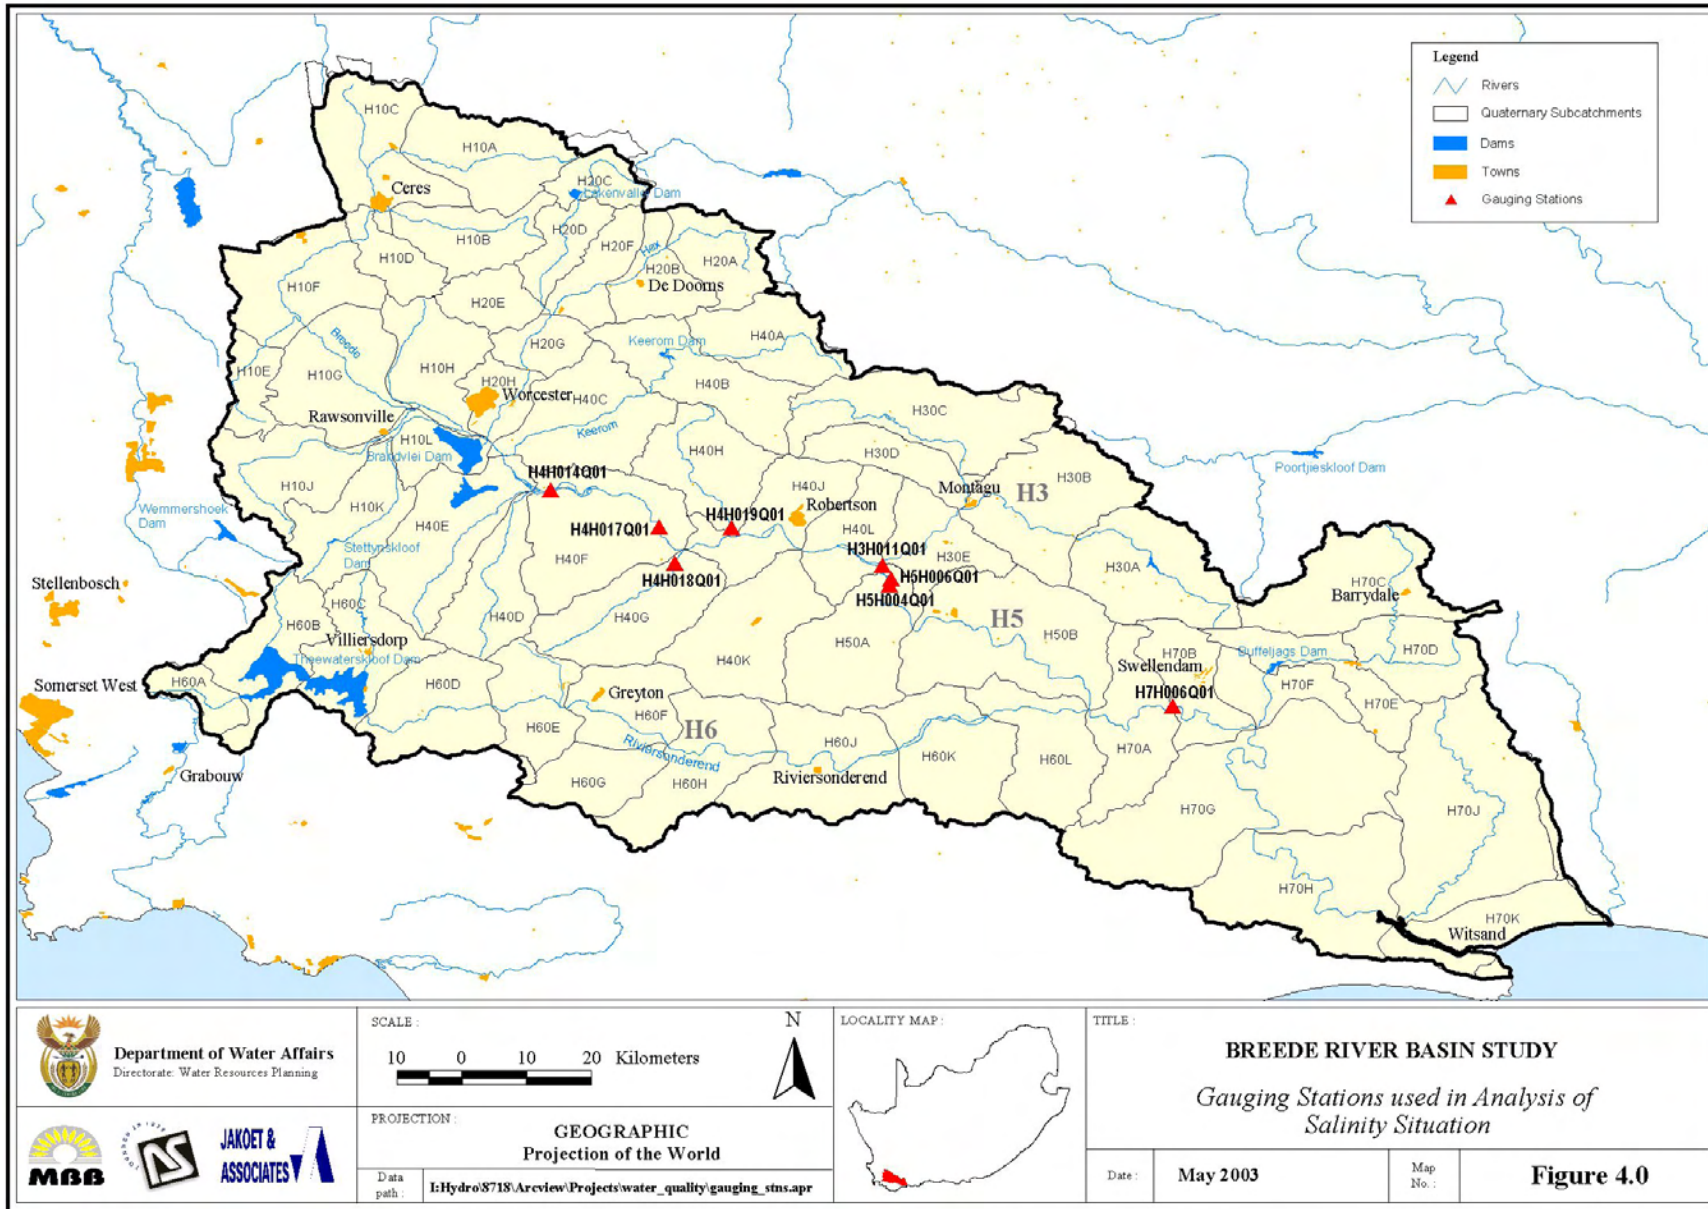 Legend
Rivers
Quaternary Subcatchments
Dams
Towns
Gauging Stations
H10C
H10A
Ceres
H20C
Lakenvallei Dam
H10B
H20D
H20F
Hex
H20A
H10D
H20B
De Doorns
H10F
H20E
Breede
H20G
Keerom Dam
H40A
H10E
H10G
H10H
H20H
Worcester
H40B
H40C
H30C
Rawsonville
H10L
Keerom
Brandvlei Dam
H40H
H30D
H30B
Poortjieskloof Dam
H4H014Q01
H10J
H10K
H40J
Montagu
H3
Wemmershoek
Dam
H40E
H4H017Q01
H4H019Q01
Robertson
H40L
Stettynskloof
Dam
H40F
H3H011Q01
H30E
H30A
Stellenbosch
H4H018Q01
H5H006Q01
H70C
Barrydale
H5H004Q01
H60C
H60B
H40D
H40G
H5
H50A
H50B
Villiersdorp
H70B
H70D
Theewaterskloof Dam
H40K
Buffeljags Dam
Swellendam
Somerset West
H60A
H60D
Greyton
H7H006Q01
H70F
H70E
H60E
H60F
H6
H60J
H60K
H60L
H70A
Riviersonderend
Grabouw
H60G
H60H
Riviersonderend
H70G
H70J
H70H
H70K
Witsand
Department of Water Affairs
Directorate: Water Resources Planning
SCALE :
10 0 10 20 Kilometers
N
LOCALITY MAP :
TITLE :
BREEDE RIVER BASIN STUDY
Gauging Stations used in Analysis of
Salinity Situation
MBB
JAKOET &
ASSOCIATES
PROJECTION :
GEOGRAPHIC
Projection of the World
Data
path :
I:\Hydro\8718\Arcview\Projects\water_quality\gauging_stns.apr
Date :
May 2003
Map
No. :
Figure 4.0